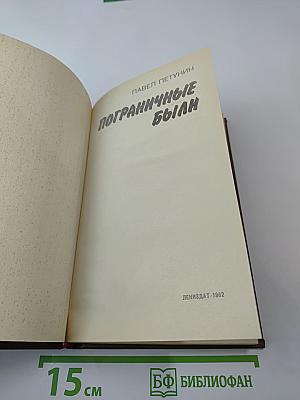 ПАВЕЛ ПЕТУНИН
ПОГРАНИЧНЫЕ
БЫЛИ
ЛЕНИЗДАТ·1982
15 см
БФ БИБЛИОФАН